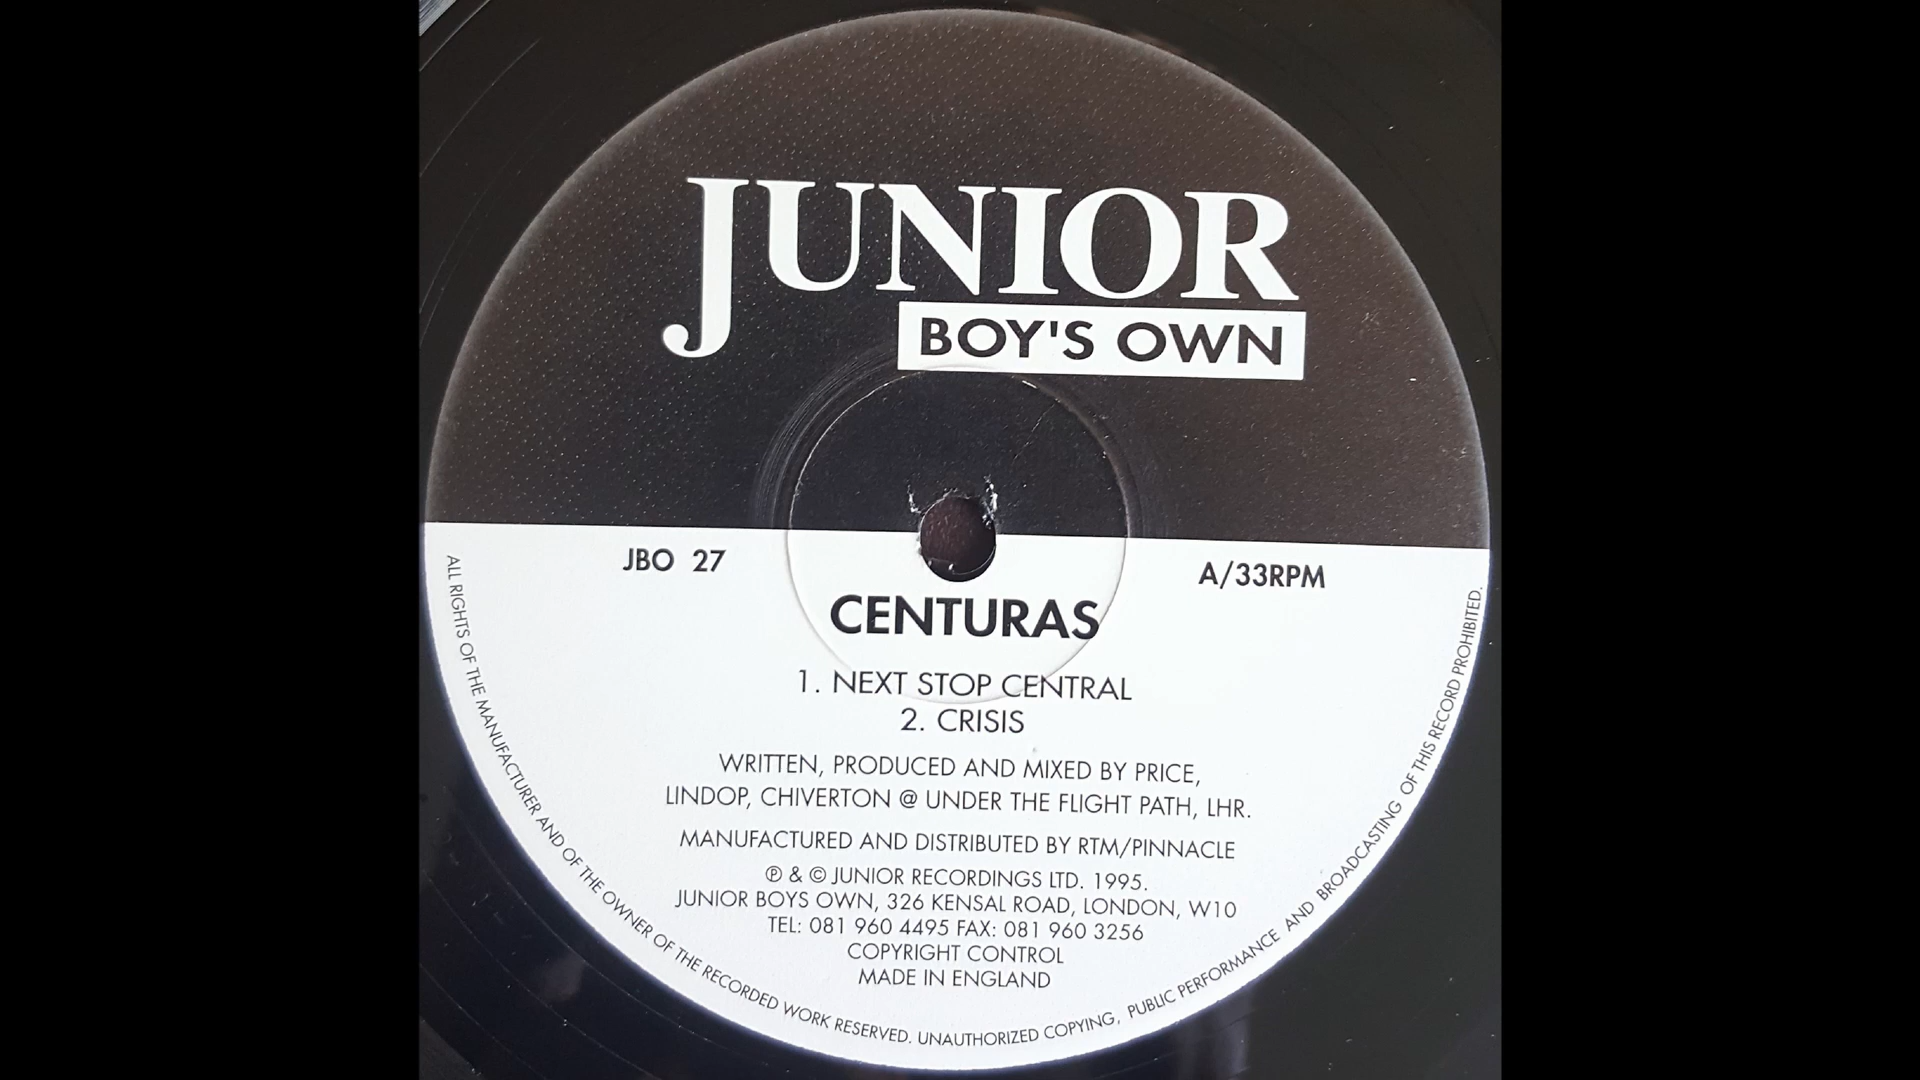 JUNIOR
BOY'S OWN
JBO 27
A/33RPM
CENTURAS
1. NEXT STOP CENTRAL
2. CRISIS
WRITTEN, PRODUCED AND MIXED BY PRICE,
LINDOP, CHIVERTON @ UNDER THE FLIGHT PATH, LHR.
MANUFACTURED AND DISTRIBUTED BY RTM/PINNACLE
℗ & © JUNIOR RECORDINGS LTD. 1995.
JUNIOR BOYS OWN, 326 KENSAL ROAD, LONDON, W10
TEL: 081 960 4495 FAX: 081 960 3256
COPYRIGHT CONTROL
MADE IN ENGLAND
ALL RIGHTS OF THE MANUFACTURER AND OF THE OWNER OF THE RECORDED WORK RESERVED. UNAUTHORIZED COPYING, PUBLIC PERFORMANCE AND BROADCASTING OF THIS RECORD PROHIBITED.